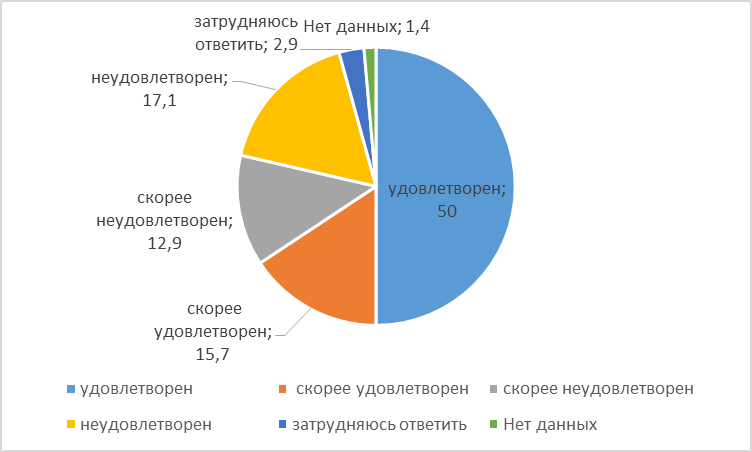 затрудняюсь
ответить; 2,9
Нет данных; 1,4
неудовлетворен;
17,1
удовлетворен;
50
скорее
неудовлетворен;
12,9
скорее
удовлетворен;
15,7
удовлетворен
скорее удовлетворен
скорее неудовлетворен
неудовлетворен
затрудняюсь ответить
Нет данных